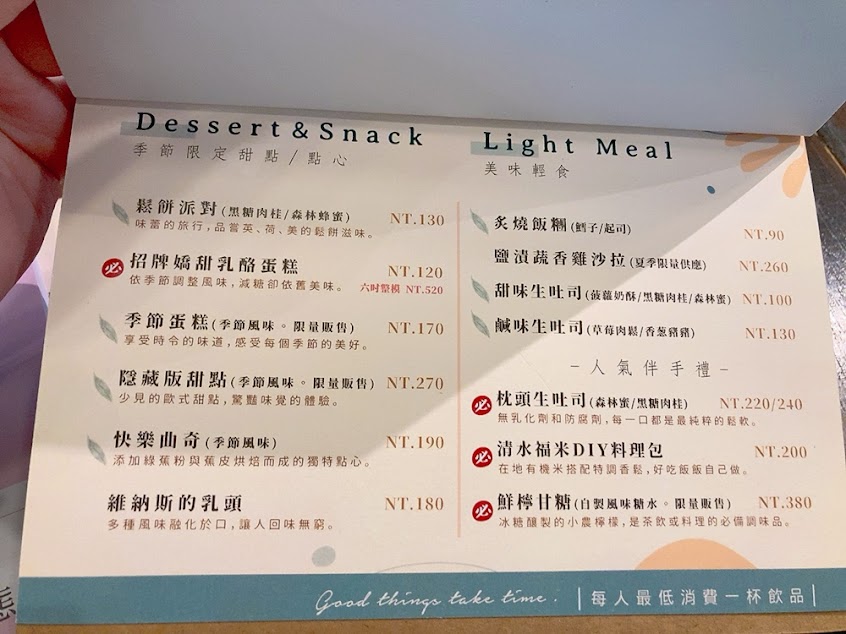 Dessert&Snack
季節限定甜點/點心
鬆餅派對(黑糖肉桂/森林蜂蜜) NT.130
味蕾的旅行,品嘗英、荷、美的鬆餅滋味。
必 招牌嬌甜乳酪蛋糕 NT.120
依季節調整風味,減糖卻依舊美味。 六吋整模 NT.520
季節蛋糕(季節風味。限量販售) NT.170
享受時令的味道,感受每個季節的美好。
隱藏版甜點(季節風味。限量販售) NT.270
少見的歐式甜點,驚豔味覺的體驗。
快樂曲奇(季節風味) NT.190
添加綠蕉粉與蕉皮烘焙而成的獨特點心。
維納斯的乳頭 NT.180
多種風味融化於口,讓人回味無窮。
Light Meal
美味輕食
炙燒飯糰(鱈子/起司) NT.90
鹽漬蔬香雞沙拉(夏季限量供應) NT.260
甜味生吐司(菠蘿奶酥/黑糖肉桂/森林蜜) NT.100
鹹味生吐司(草莓肉鬆/香蔥豬豬) NT.130
-人氣伴手禮-
必 枕頭生吐司(森林蜜/黑糖肉桂) NT.220/240
無乳化劑和防腐劑,每一口都是最純粹的鬆軟。
必 清水福米DIY料理包 NT.200
在地有機米搭配特調香鬆,好吃飯飯自己做。
必 鮮檸甘糖(自製風味糖水。限量販售) NT.380
冰糖釀製的小農檸檬,是茶飲或料理的必備調味品。
Good things take time. |每人最低消費一杯飲品|